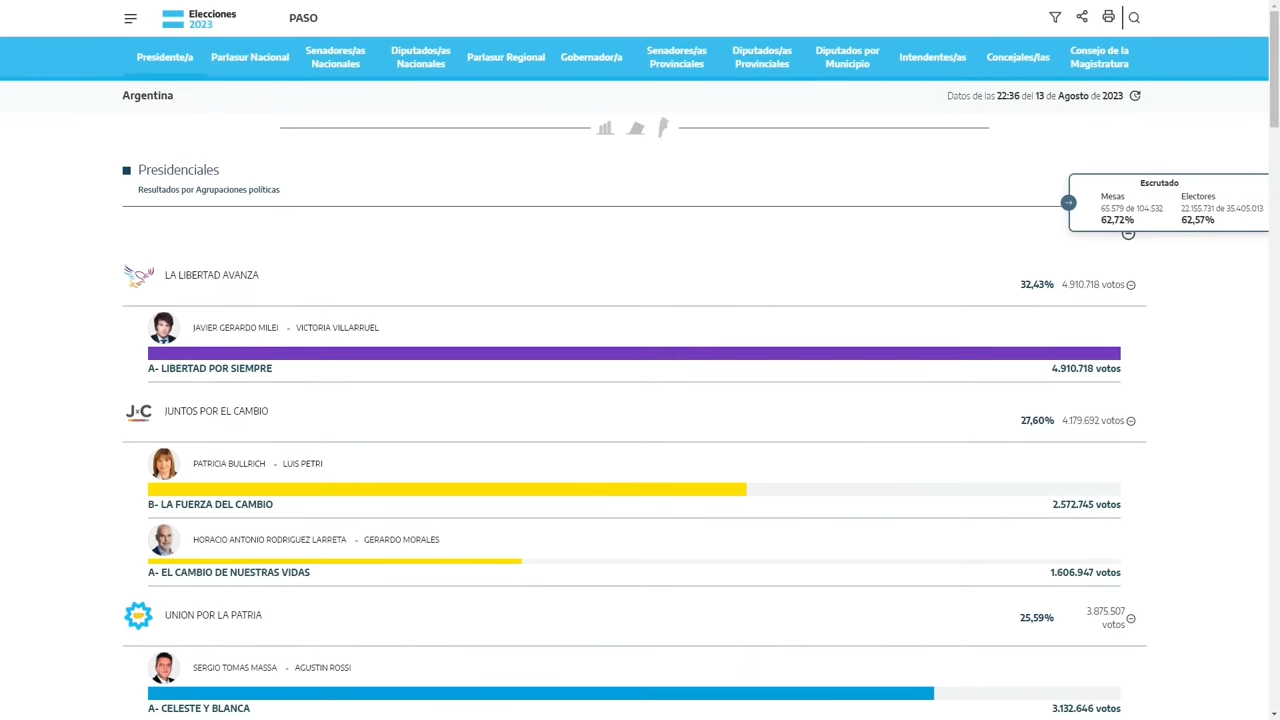 Elecciones
2023
PASO
Presidente/a
Parlasur Nacional
Senadores/as
Nacionales
Diputados/as
Nacionales
Parlasur Regional
Gobernador/a
Senadores/as
Provinciales
Diputados/as
Provinciales
Diputados por
Municipio
Intendentes/as
Concejales/las
Consejo de la
Magistratura
Argentina
Datos de las 22:36 del 13 de Agosto de 2023
Presidenciales
Resultados por Agrupaciones políticas
Escrutado
Mesas Electores
65.579 de 104.532 22.155.731 de 35.405.013
62,72% 62,57%
LA LIBERTAD AVANZA
32,43% 4.910.718 votos
JAVIER GERARDO MILEI - VICTORIA VILLARRUEL
A- LIBERTAD POR SIEMPRE 4.910.718 votos
JxC JUNTOS POR EL CAMBIO
27,60% 4.179.692 votos
PATRICIA BULLRICH - LUIS PETRI
B- LA FUERZA DEL CAMBIO 2.572.745 votos
HORACIO ANTONIO RODRIGUEZ LARRETA - GERARDO MORALES
A- EL CAMBIO DE NUESTRAS VIDAS 1.606.947 votos
UNION POR LA PATRIA
25,59% 3.875.507
votos
SERGIO TOMAS MASSA - AGUSTIN ROSSI
A- CELESTE Y BLANCA 3.132.646 votos